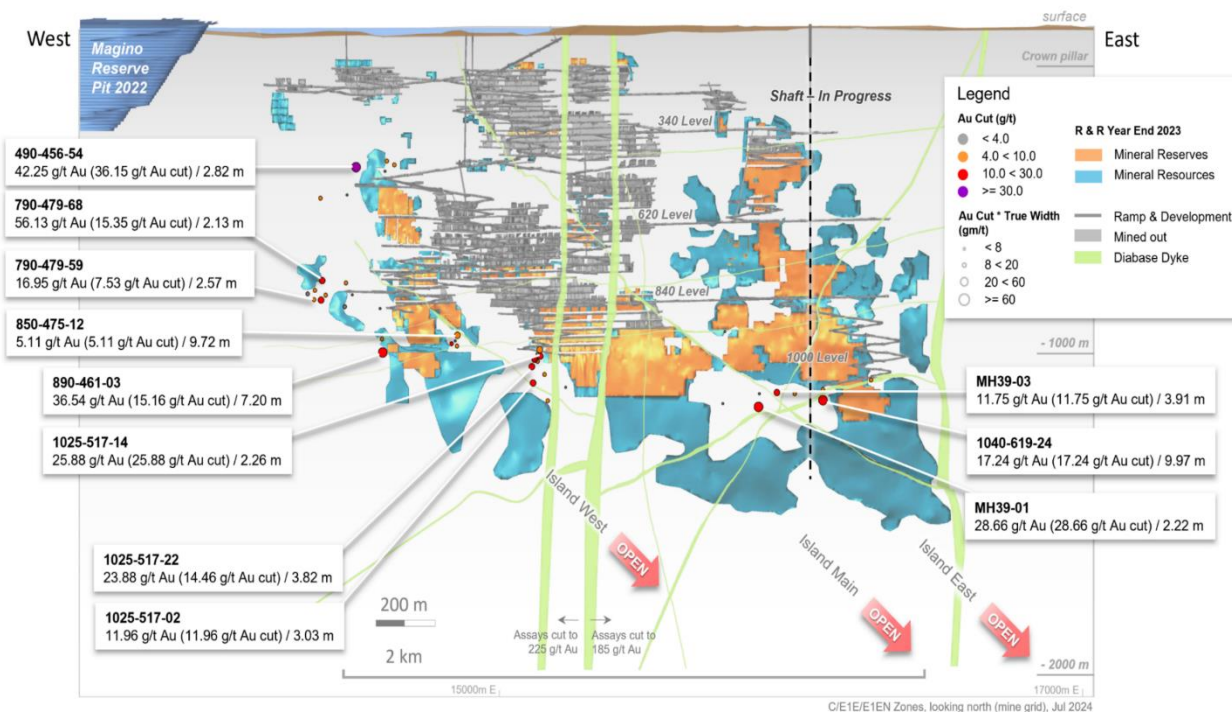 surface
West
East
Magino
Reserve
Pit 2022
Crown pillar
Shaft – In Progress
340 Level
620 Level
840 Level
1000 Level
- 1000 m
- 2000 m
Legend
Au Cut (g/t)
< 4.0
4.0 < 10.0
10.0 < 30.0
>= 30.0
Au Cut * True Width
(gm/t)
< 8
8 < 20
20 < 60
>= 60
R & R Year End 2023
Mineral Reserves
Mineral Resources
Ramp & Development
Mined out
Diabase Dyke
490-456-54
42.25 g/t Au (36.15 g/t Au cut) / 2.82 m
790-479-68
56.13 g/t Au (15.35 g/t Au cut) / 2.13 m
790-479-59
16.95 g/t Au (7.53 g/t Au cut) / 2.57 m
850-475-12
5.11 g/t Au (5.11 g/t Au cut) / 9.72 m
890-461-03
36.54 g/t Au (15.16 g/t Au cut) / 7.20 m
1025-517-14
25.88 g/t Au (25.88 g/t Au cut) / 2.26 m
1025-517-22
23.88 g/t Au (14.46 g/t Au cut) / 3.82 m
1025-517-02
11.96 g/t Au (11.96 g/t Au cut) / 3.03 m
MH39-03
11.75 g/t Au (11.75 g/t Au cut) / 3.91 m
1040-619-24
17.24 g/t Au (17.24 g/t Au cut) / 9.97 m
MH39-01
28.66 g/t Au (28.66 g/t Au cut) / 2.22 m
Island West
OPEN
Island Main
OPEN
Island East
OPEN
200 m
2 km
Assays cut to
225 g/t Au
Assays cut to
185 g/t Au
15000m E
17000m E
C/E1E/E1EN Zones, looking north (mine grid), Jul 2024